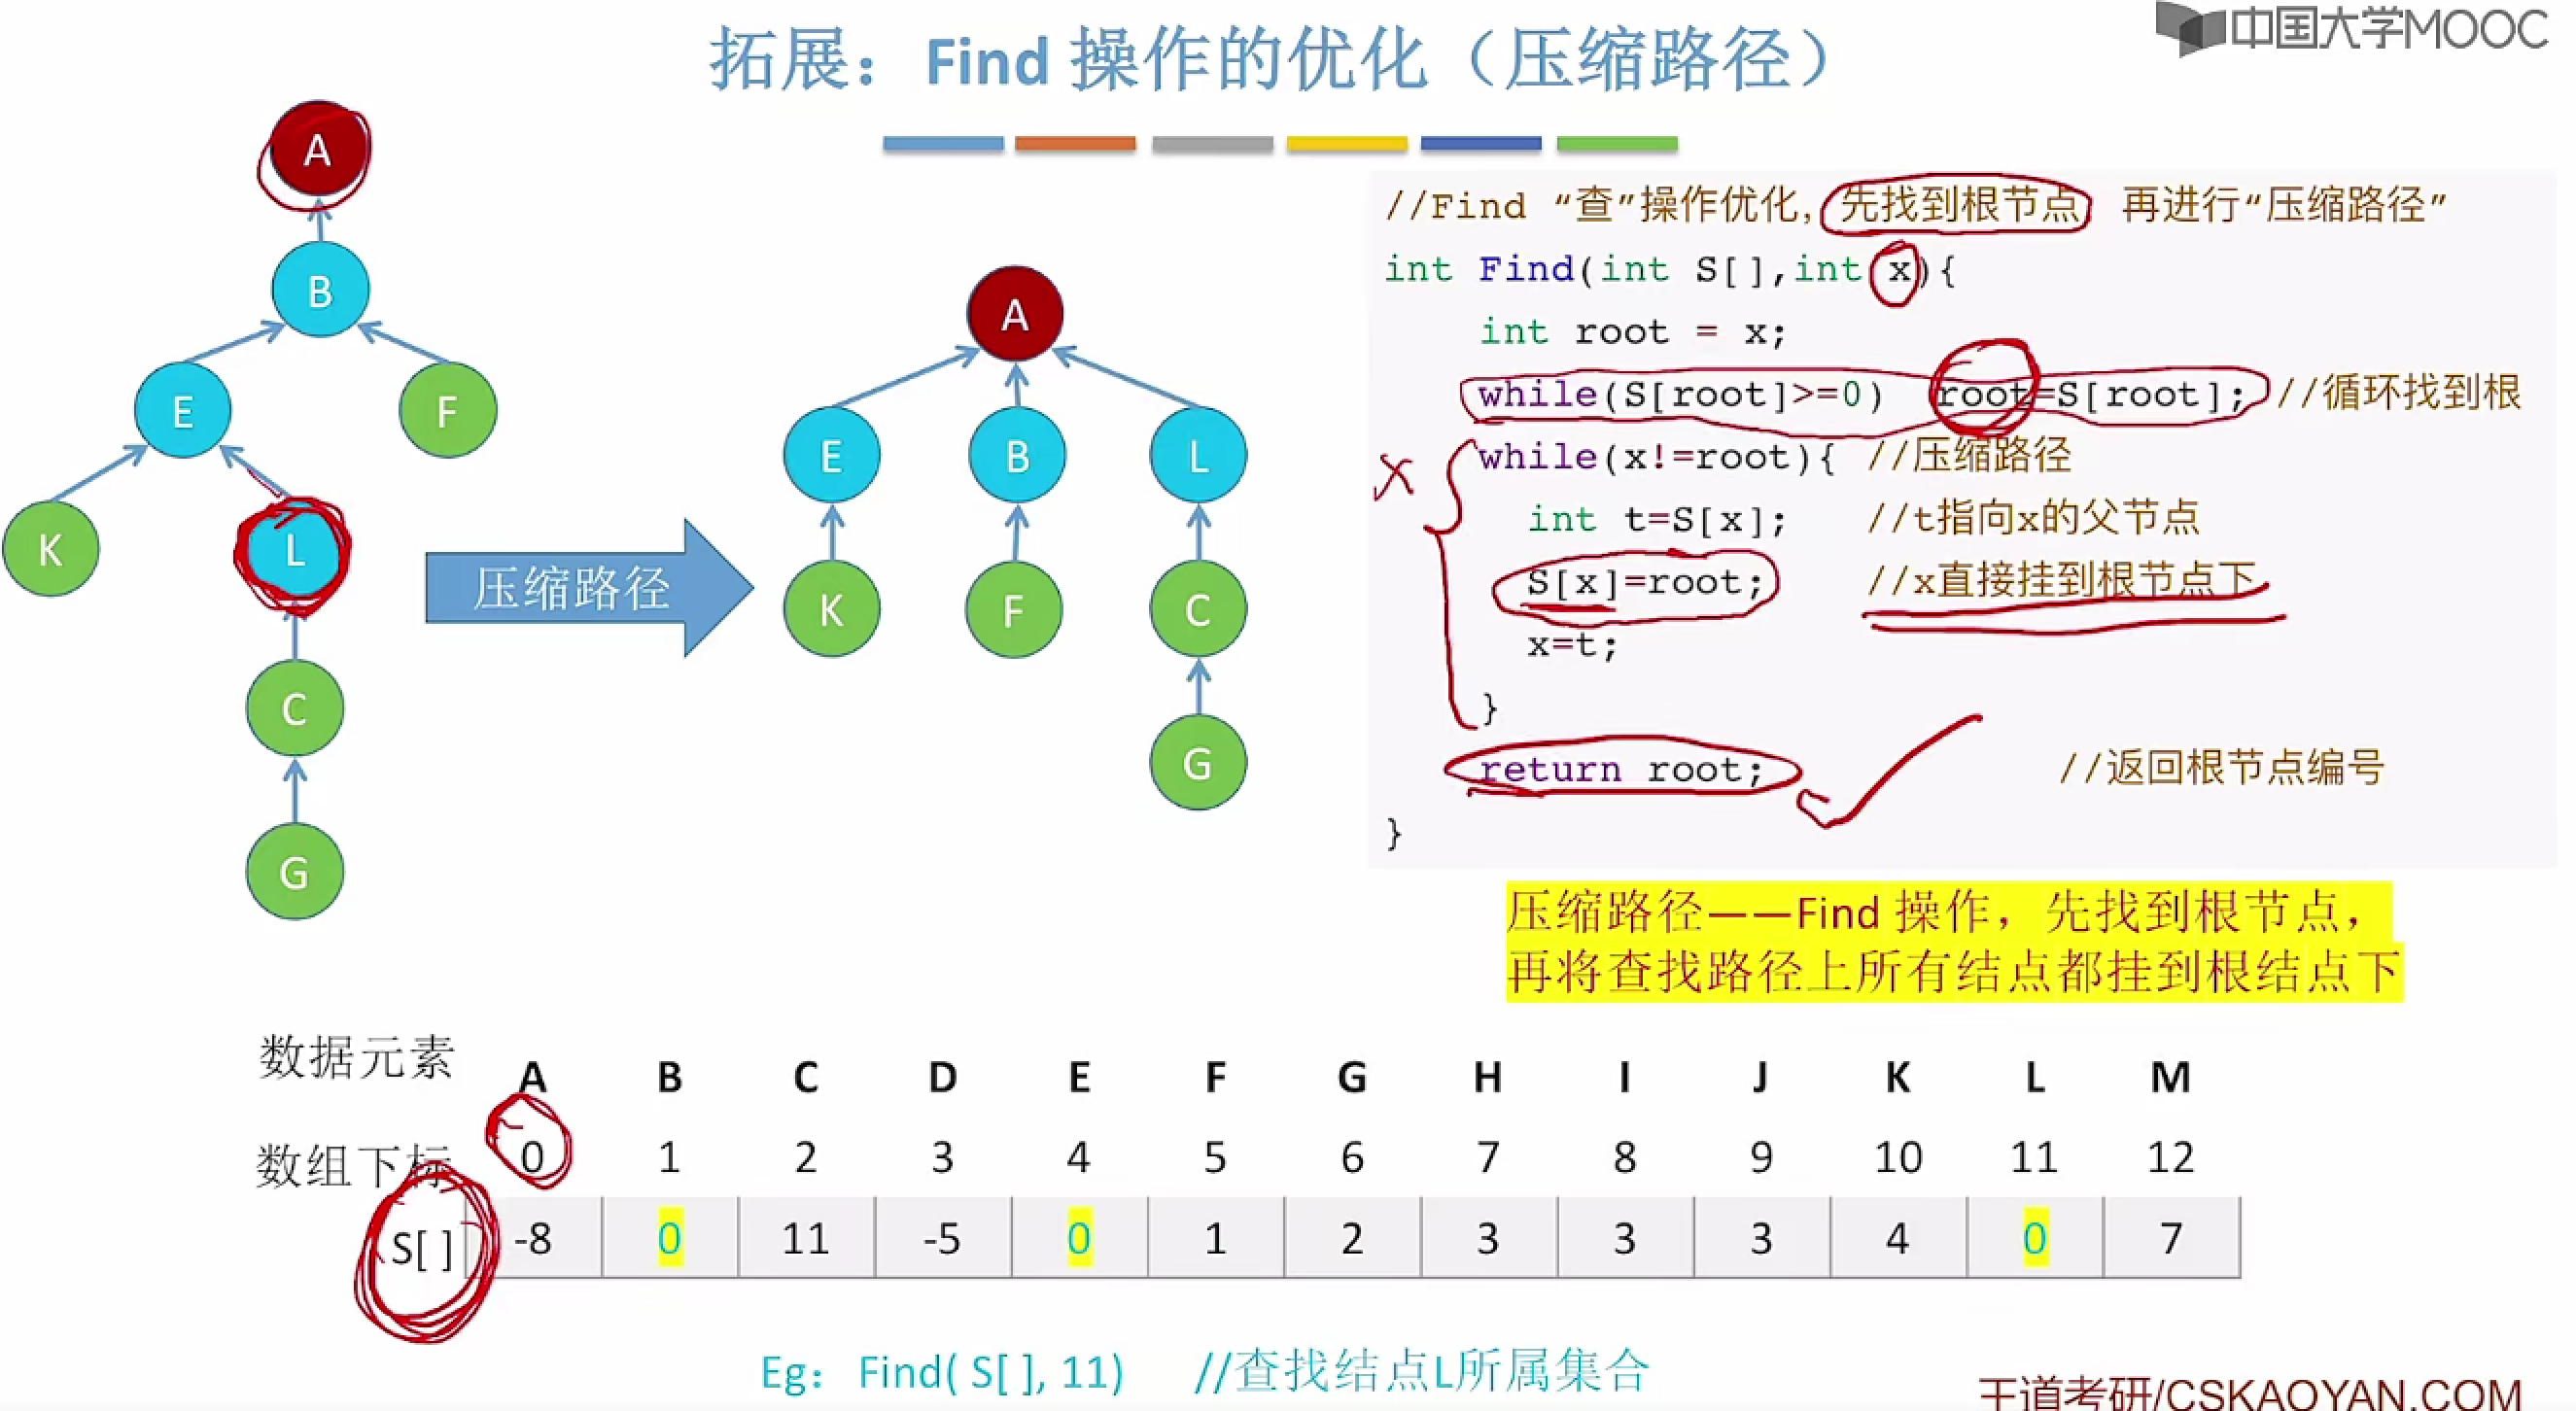 中国大学MOOC
拓展：Find 操作的优化（压缩路径）
A
B
E
F
K
L
C
G
压缩路径
A
E
B
L
K
F
C
G
//Find “查”操作优化，先找到根节点，再进行“压缩路径”
int Find(int S[],int x){
int root = x;
while(S[root]>=0) root=S[root]; //循环找到根
while(x!=root){ //压缩路径
int t=S[x]; //t指向x的父节点
S[x]=root; //x直接挂到根节点下
x=t;
}
return root; //返回根节点编号
}
x
压缩路径——Find 操作，先找到根节点，
再将查找路径上所有结点都挂到根结点下
数据元素 A B C D E F G H I J K L M
数组下标 0 1 2 3 4 5 6 7 8 9 10 11 12
S[ ] -8 0 11 -5 0 1 2 3 3 3 4 0 7
Eg：Find( S[ ], 11) //查找结点L所属集合
王道考研/CSKAOYAN.COM